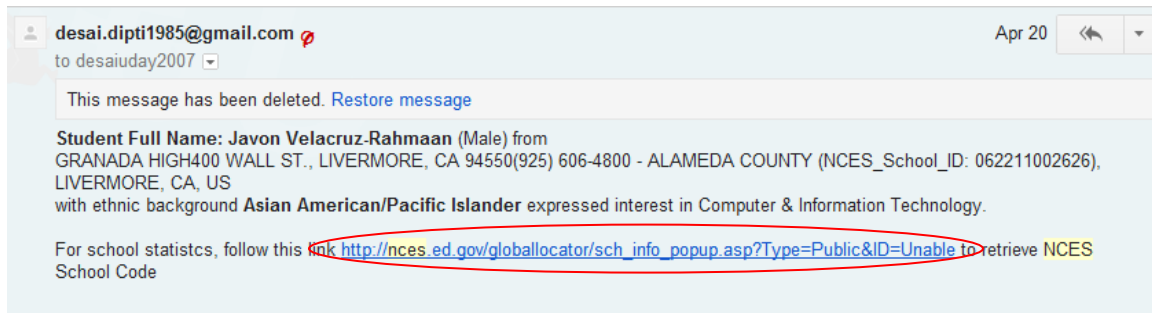 desai.dipti1985@gmail.com Apr 20
to desaiuday2007
This message has been deleted. Restore message
Student Full Name: Javon Velacruz-Rahmaan (Male) from
GRANADA HIGH400 WALL ST., LIVERMORE, CA 94550(925) 606-4800 - ALAMEDA COUNTY (NCES_School_ID: 062211002626),
LIVERMORE, CA, US
with ethnic background Asian American/Pacific Islander expressed interest in Computer & Information Technology.
For school statistcs, follow this link http://nces.ed.gov/globallocator/sch_info_popup.asp?Type=Public&ID=Unable to retrieve NCES
School Code